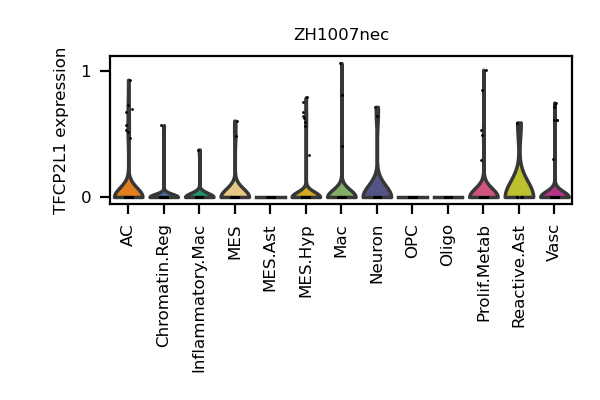 ZH1007nec
TFCP2L1 expression
1
0
AC
Chromatin.Reg
Inflammatory.Mac
MES
MES.Ast
MES.Hyp
Mac
Neuron
OPC
Oligo
Prolif.Metab
Reactive.Ast
Vasc